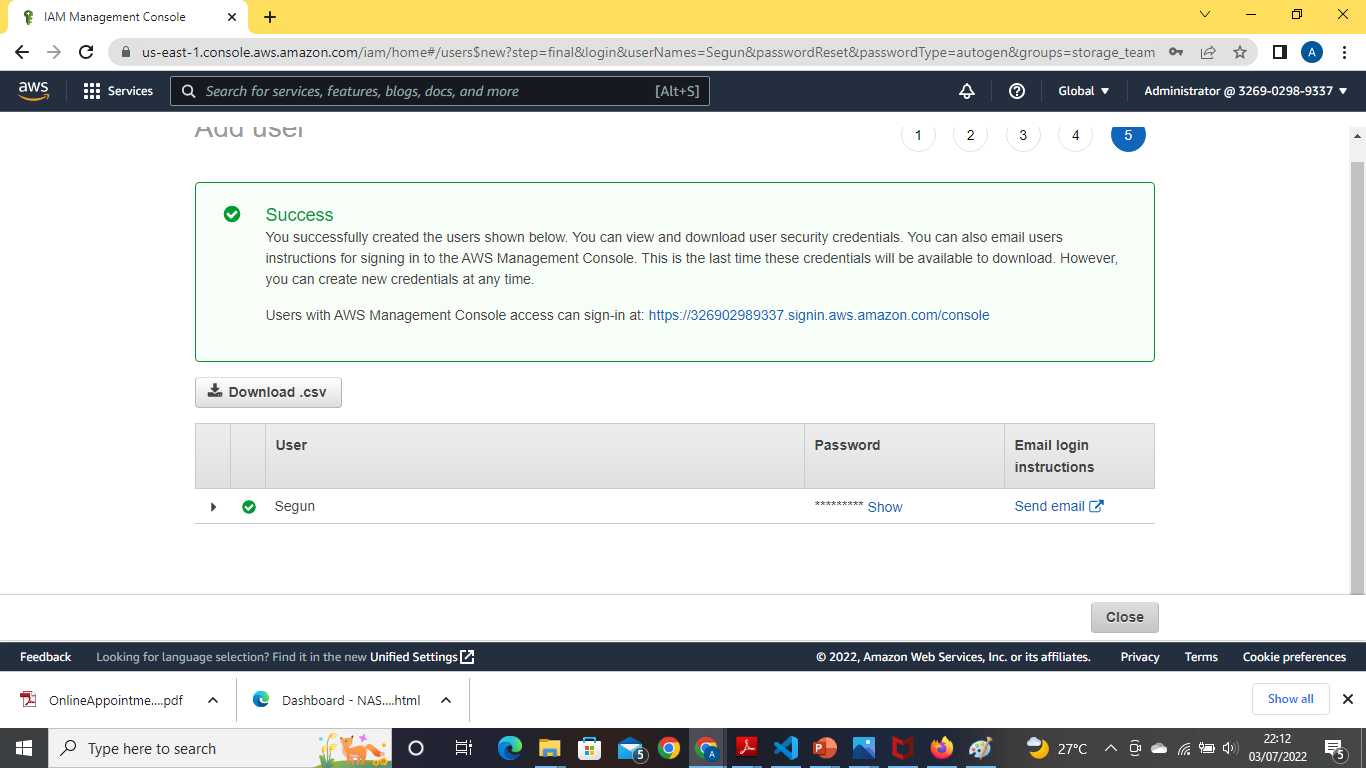 IAM Management Console
us-east-1.console.aws.amazon.com/iam/home#/users$new?step=final&login&userNames=Segun&passwordReset&passwordType=autogen&groups=storage_team
A
aws Services Search for services, features, blogs, docs, and more [Alt+S] Global Administrator @ 3269-0298-9337
Add user 1 2 3 4 5
Success
You successfully created the users shown below. You can view and download user security credentials. You can also email users
instructions for signing in to the AWS Management Console. This is the last time these credentials will be available to download. However,
you can create new credentials at any time.
Users with AWS Management Console access can sign-in at: https://326902989337.signin.aws.amazon.com/console
Download .csv
User Password Email login
instructions
Segun ********* Show Send email
Close
Feedback Looking for language selection? Find it in the new Unified Settings © 2022, Amazon Web Services, Inc. or its affiliates. Privacy Terms Cookie preferences
OnlineAppointme....pdf Dashboard - NAS....html Show all
Type here to search 5 A 27°C 22:12
03/07/2022 5